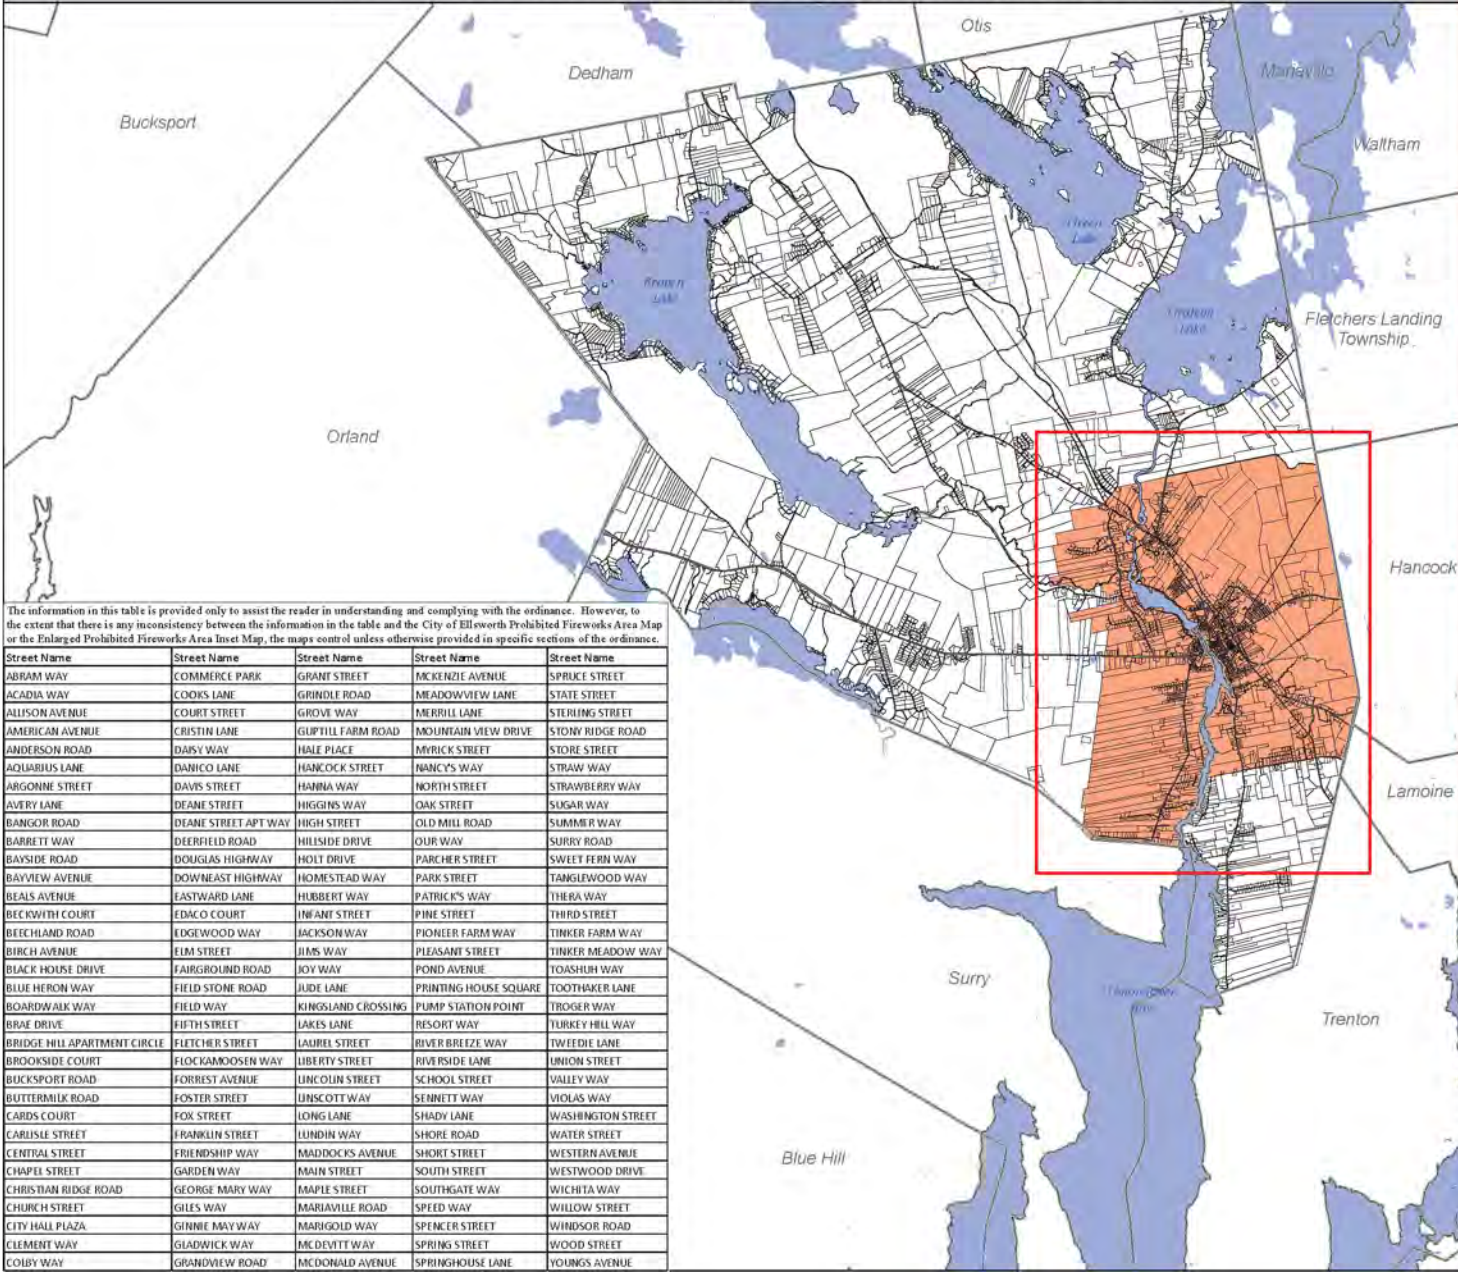 Otis
Dedham
Mariaville
Bucksport
Waltham
Green
Lake
Branch
Lake
Graham
Lake
Fletchers Landing
Township
Orland
Hancock
The information in this table is provided only to assist the reader in understanding and complying with the ordinance. However, to
the extent that there is any inconsistency between the information in the table and the City of Ellsworth Prohibited Fireworks Area Map
or the Enlarged Prohibited Fireworks Area Inset Map, the maps control unless otherwise provided in specific sections of the ordinance.
Street Name Street Name Street Name Street Name Street Name
ABRAM WAY COMMERCE PARK GRANT STREET MCKENZIE AVENUE SPRUCE STREET
ACADIA WAY COOKS LANE GRINDLE ROAD MEADOWVIEW LANE STATE STREET
ALLISON AVENUE COURT STREET GROVE WAY MERRILL LANE STERLING STREET
AMERICAN AVENUE CRISTIN LANE GUPTILL FARM ROAD MOUNTAIN VIEW DRIVE STONY RIDGE ROAD
ANDERSON ROAD DAISY WAY HALE PLACE MYRICK STREET STORE STREET
AQUARIUS LANE DANICO LANE HANCOCK STREET NANCY'S WAY STRAW WAY
ARGONNE STREET DAVIS STREET HANNA WAY NORTH STREET STRAWBERRY WAY
AVERY LANE DEANE STREET HIGGINS WAY OAK STREET SUGAR WAY
BANGOR ROAD DEANE STREET APT WAY HIGH STREET OLD MILL ROAD SUMMER WAY
BARRETT WAY DEERFIELD ROAD HILLSIDE DRIVE OUR WAY SURRY ROAD
BAYSIDE ROAD DOUGLAS HIGHWAY HOLT DRIVE PARCHER STREET SWEET FERN WAY
BAYVIEW AVENUE DOWNEAST HIGHWAY HOMESTEAD WAY PARK STREET TANGLEWOOD WAY
BEALS AVENUE EASTWARD LANE HUBBERT WAY PATRICK'S WAY THERA WAY
BECKWITH COURT EDACO COURT INFANT STREET PINE STREET THIRD STREET
BEECHLAND ROAD EDGEWOOD WAY JACKSON WAY PIONEER FARM WAY TINKER FARM WAY
BIRCH AVENUE ELM STREET JIMS WAY PLEASANT STREET TINKER MEADOW WAY
BLACK HOUSE DRIVE FAIRGROUND ROAD JOY WAY POND AVENUE TOASHUH WAY
BLUE HERON WAY FIELD STONE ROAD JUDE LANE PRINTING HOUSE SQUARE TOOTHAKER LANE
BOARDWALK WAY FIELD WAY KINGSLAND CROSSING PUMP STATION POINT TROGER WAY
BRAE DRIVE FIFTH STREET LAKES LANE RESORT WAY TURKEY HILL WAY
BRIDGE HILL APARTMENT CIRCLE FLETCHER STREET LAUREL STREET RIVER BREEZE WAY TWEEDIE LANE
BROOKSIDE COURT FLOCKAMOOSEN WAY LIBERTY STREET RIVERSIDE LANE UNION STREET
BUCKSPORT ROAD FORREST AVENUE LINCOLIN STREET SCHOOL STREET VALLEY WAY
BUTTERMILK ROAD FOSTER STREET LINSCOTT WAY SENNETT WAY VIOLAS WAY
CARDS COURT FOX STREET LONG LANE SHADY LANE WASHINGTON STREET
CARLISLE STREET FRANKLIN STREET LUNDIN WAY SHORE ROAD WATER STREET
CENTRAL STREET FRIENDSHIP WAY MADDOCKS AVENUE SHORT STREET WESTERN AVENUE
CHAPEL STREET GARDEN WAY MAIN STREET SOUTH STREET WESTWOOD DRIVE
CHRISTIAN RIDGE ROAD GEORGE MARY WAY MAPLE STREET SOUTHGATE WAY WICHITA WAY
CHURCH STREET GILES WAY MARIAVILLE ROAD SPEED WAY WILLOW STREET
CITY HALL PLAZA GINNIE MAY WAY MARIGOLD WAY SPENCER STREET WINDSOR ROAD
CLEMENT WAY GLADWICK WAY MCDEVITT WAY SPRING STREET WOOD STREET
COLBY WAY GRANDVIEW ROAD MCDONALD AVENUE SPRINGHOUSE LANE YOUNGS AVENUE
Lamoine
Surry
Trenton
Blue Hill